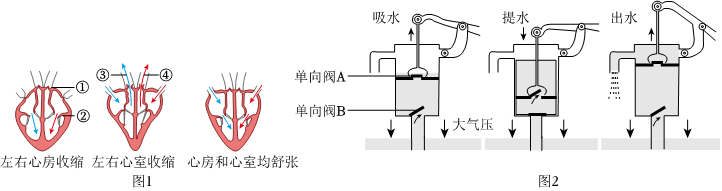 吸水 提水 出水
③ ④
①
单向阀A
②
单向阀B
大气压
左右心房收缩 左右心室收缩 心房和心室均舒张
图1 图2